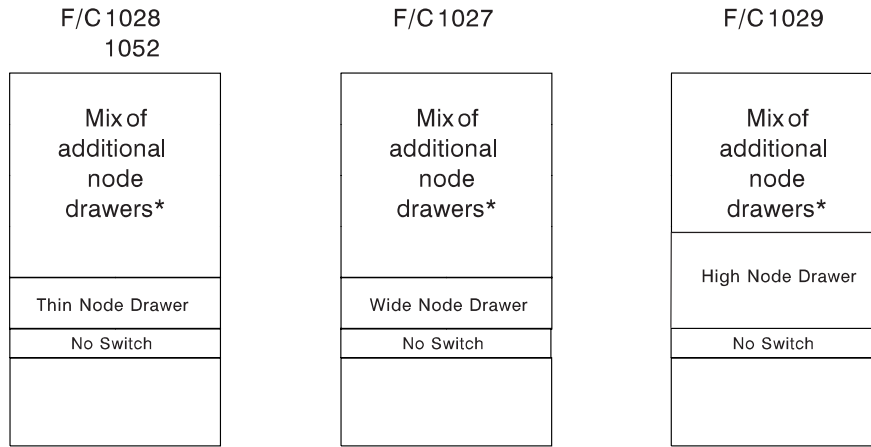 F/C 1028
1052
Mix of
additional
node
drawers*
Thin Node Drawer
No Switch
F/C 1027
Mix of
additional
node
drawers*
Wide Node Drawer
No Switch
F/C 1029
Mix of
additional
node
drawers*
High Node Drawer
No Switch